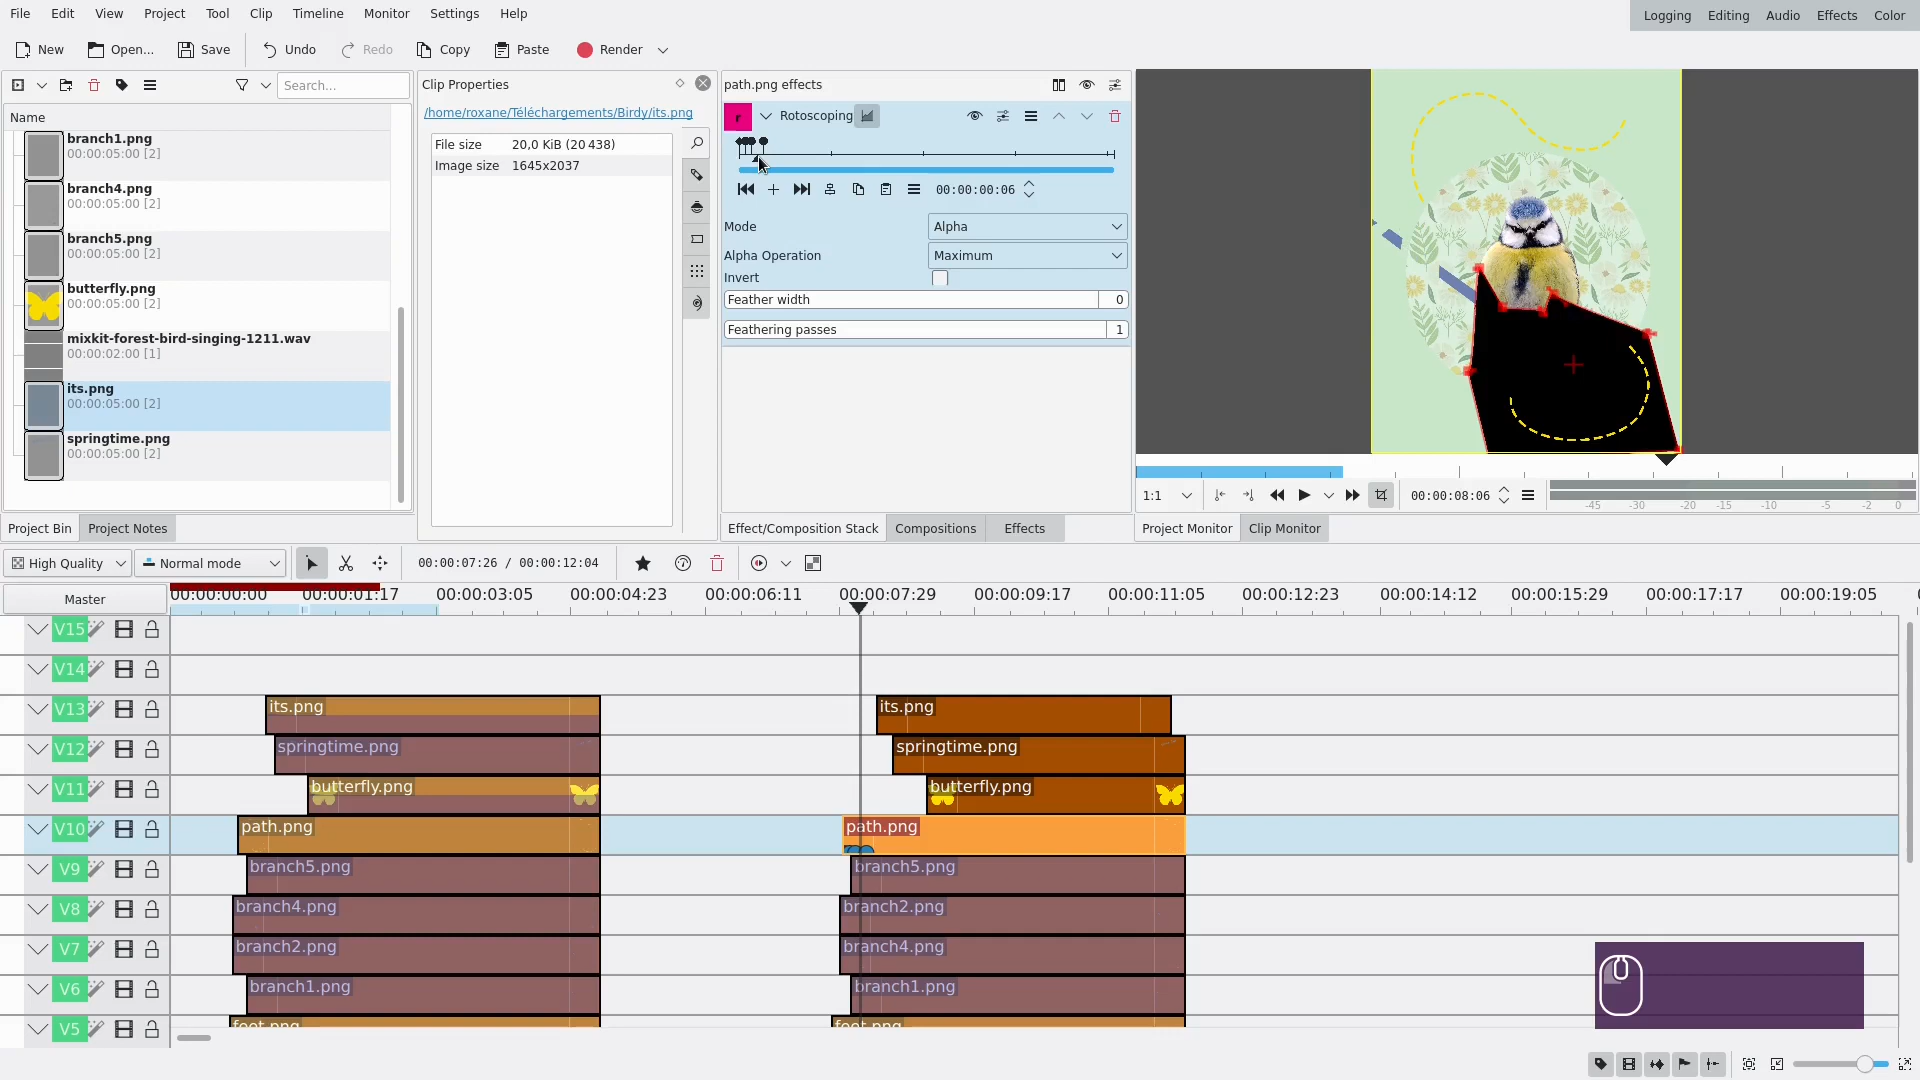 File Edit View Project Tool Clip Timeline Monitor Settings Help
Logging Editing Audio Effects Color
New Open... Save Undo Redo Copy Paste Render
Search...
Name
branch1.png
00:00:05:00 [2]
branch4.png
00:00:05:00 [2]
branch5.png
00:00:05:00 [2]
butterfly.png
00:00:05:00 [2]
mixkit-forest-bird-singing-1211.wav
00:00:02:00 [1]
its.png
00:00:05:00 [2]
springtime.png
00:00:05:00 [2]
Project Bin Project Notes
Clip Properties
/home/roxane/Téléchargements/Birdy/its.png
File size 20,0 KiB (20 438)
Image size 1645x2037
path.png effects
r Rotoscoping
00:00:00:06
Mode Alpha
Alpha Operation Maximum
Invert
Feather width 0
Feathering passes 1
Effect/Composition Stack Compositions Effects
1:1 00:00:08:06
-45 -30 -20 -15 -10 -5 -2 0
Project Monitor Clip Monitor
High Quality Normal mode 00:00:07:26 / 00:00:12:04
Master 00:00:00:00 00:00:01:17 00:00:03:05 00:00:04:23 00:00:06:11 00:00:07:29 00:00:09:17 00:00:11:05 00:00:12:23 00:00:14:12 00:00:15:29 00:00:17:17 00:00:19:05
V15
V14
V13 its.png its.png
V12 springtime.png springtime.png
V11 butterfly.png butterfly.png
V10 path.png path.png
V9 branch5.png branch5.png
V8 branch4.png branch2.png
V7 branch2.png branch4.png
V6 branch1.png branch1.png
V5 foot.png foot.png